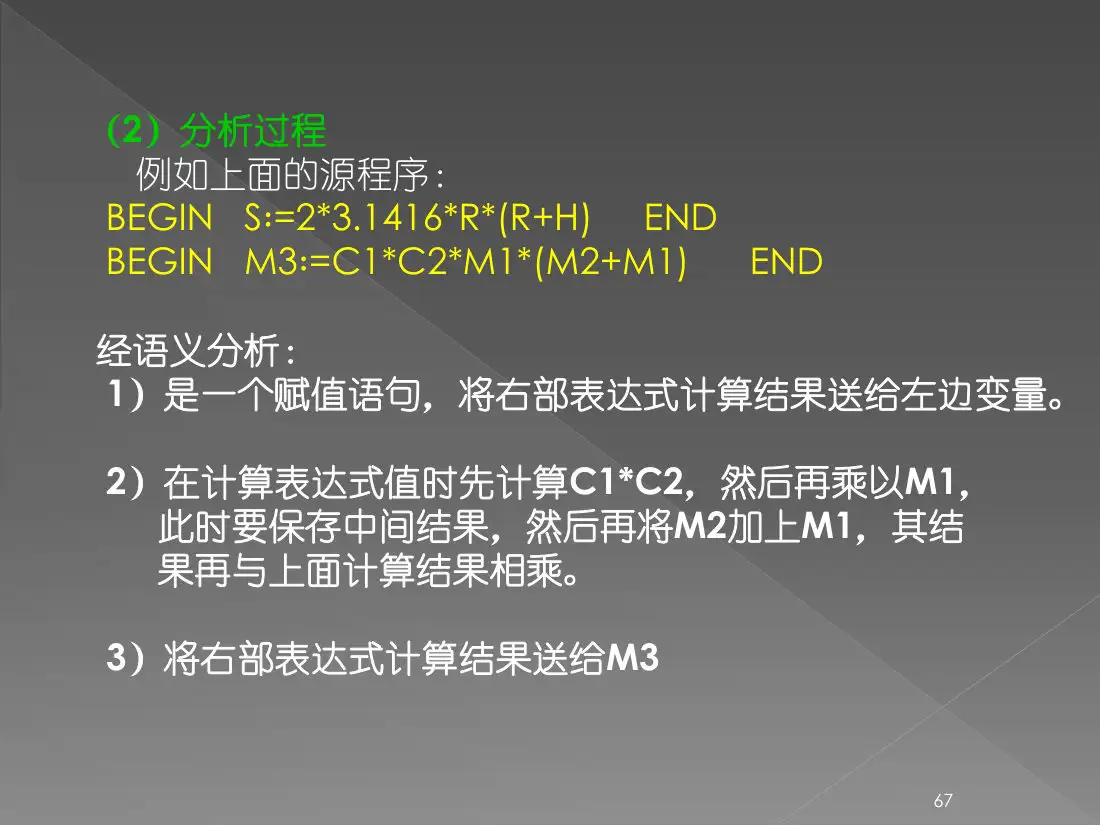 (2）分析过程
例如上面的源程序：
BEGIN S:=2*3.1416*R*(R+H) END
BEGIN M3:=C1*C2*M1*(M2+M1) END
经语义分析：
1）是一个赋值语句，将右部表达式计算结果送给左边变量。
2）在计算表达式值时先计算C1*C2，然后再乘以M1，
此时要保存中间结果，然后再将M2加上M1，其结
果再与上面计算结果相乘。
3）将右部表达式计算结果送给M3
67